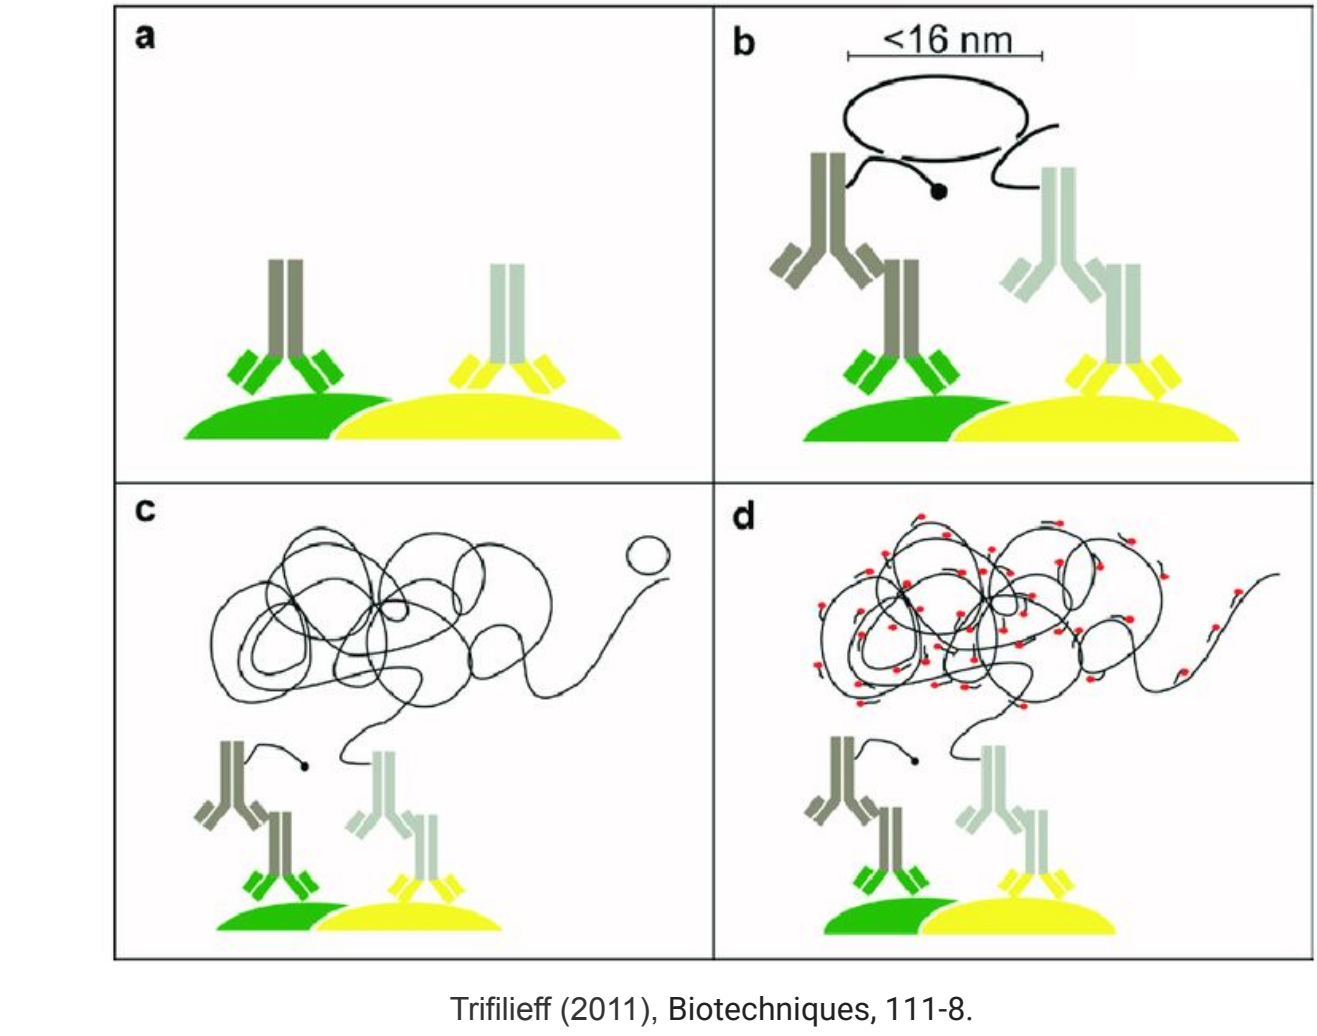 a
b
<16 nm
c
d
Trifilieff (2011), Biotechniques, 111-8.